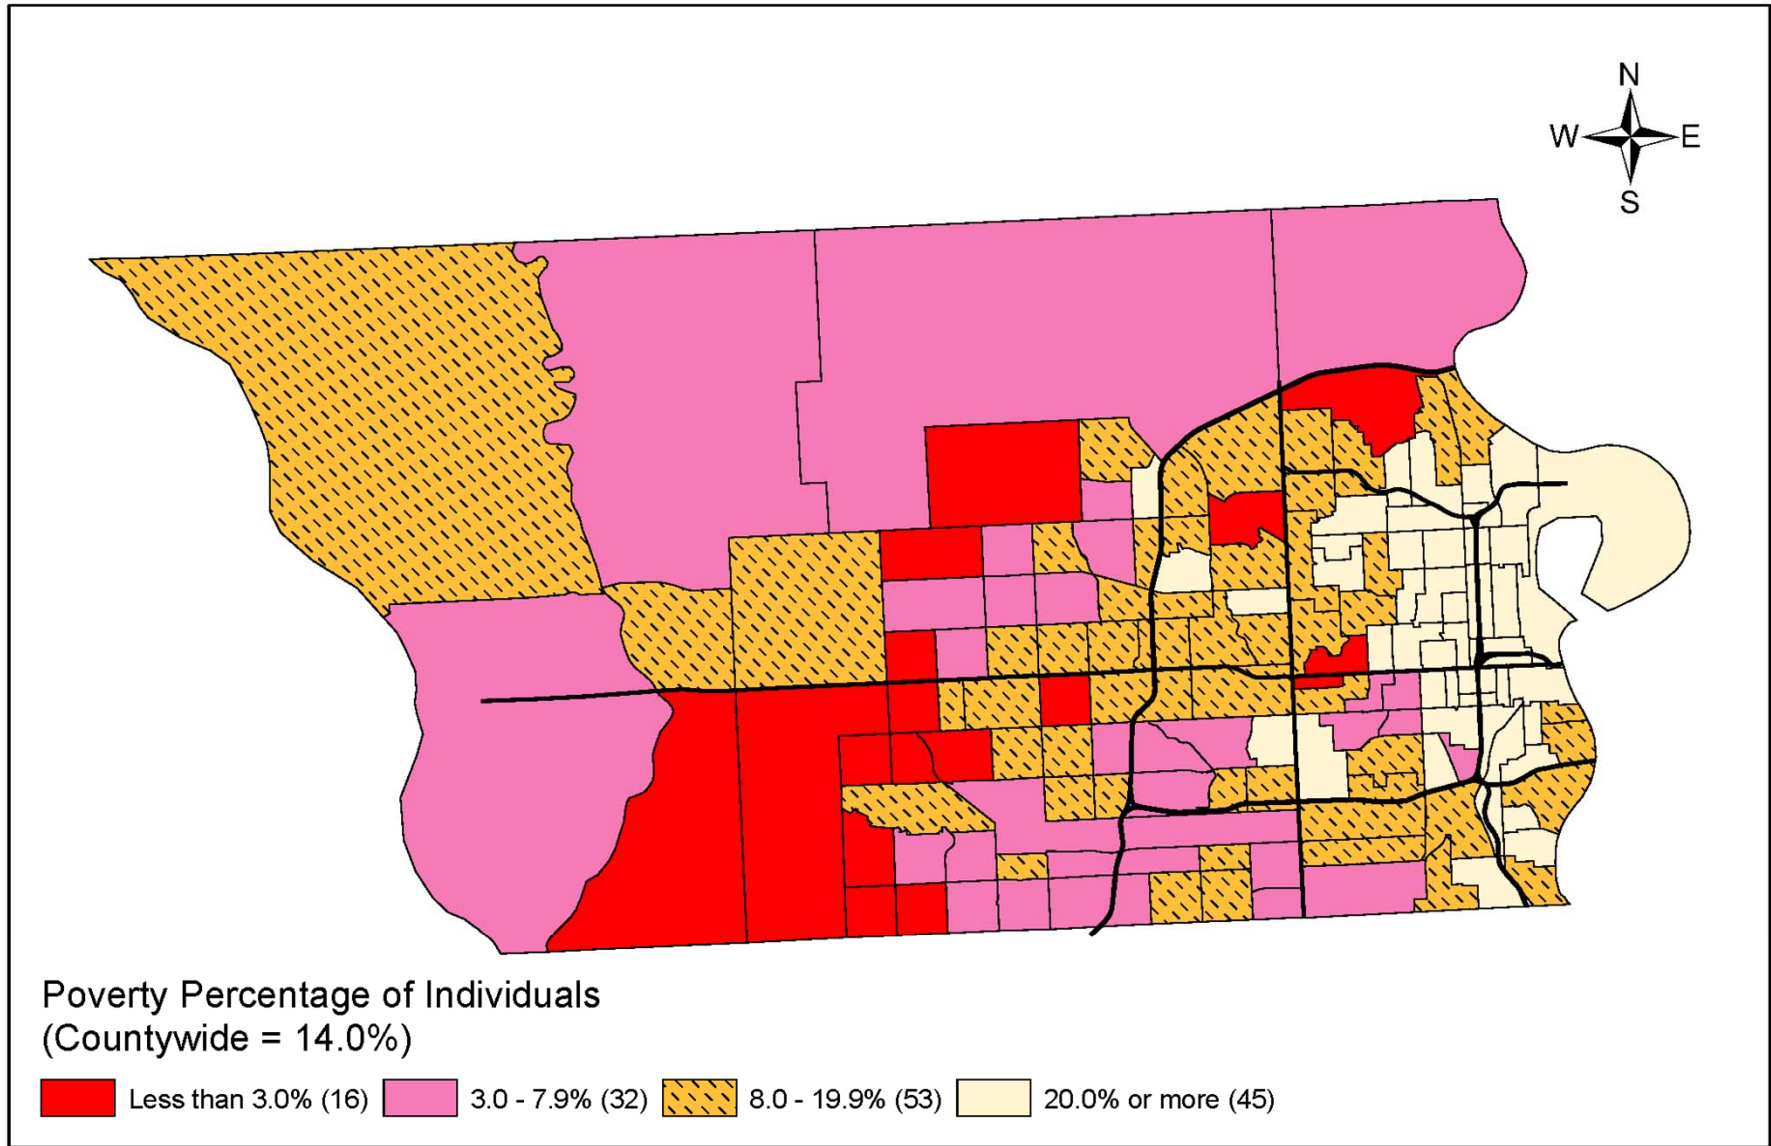 N
W E
S
Poverty Percentage of Individuals
(Countywide = 14.0%)
Less than 3.0% (16) 3.0 - 7.9% (32) 8.0 - 19.9% (53) 20.0% or more (45)